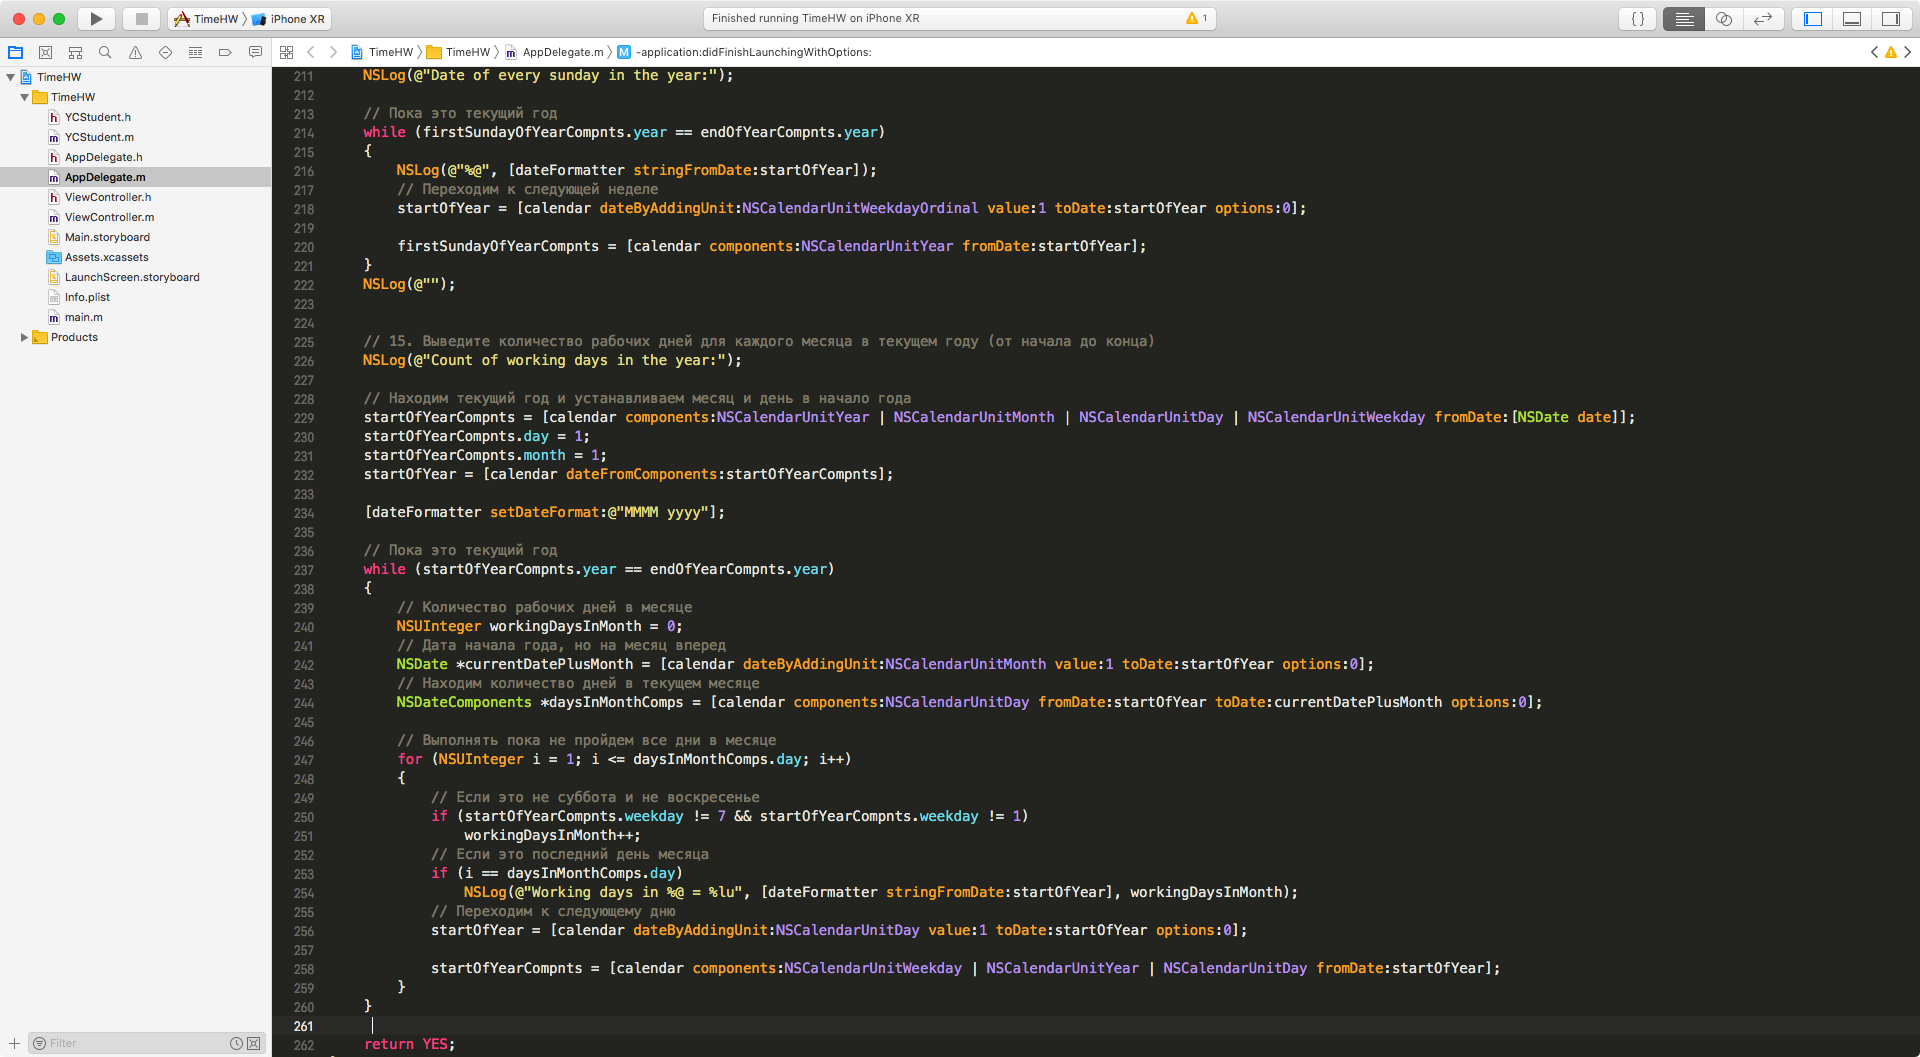 TimeHW 〉 iPhone XR
Finished running TimeHW on iPhone XR
1
TimeHW 〉 TimeHW 〉 m AppDelegate.m 〉 M -application:didFinishLaunchingWithOptions:
TimeHW
TimeHW
h YCStudent.h
m YCStudent.m
h AppDelegate.h
m AppDelegate.m
h ViewController.h
m ViewController.m
Main.storyboard
Assets.xcassets
LaunchScreen.storyboard
Info.plist
m main.m
Products
Filter
211 NSLog(@"Date of every sunday in the year:");
212
213 // Пока это текущий год
214 while (firstSundayOfYearCompnts.year == endOfYearCompnts.year)
215 {
216 NSLog(@"%@", [dateFormatter stringFromDate:startOfYear]);
217 // Переходим к следующей неделе
218 startOfYear = [calendar dateByAddingUnit:NSCalendarUnitWeekdayOrdinal value:1 toDate:startOfYear options:0];
219
220 firstSundayOfYearCompnts = [calendar components:NSCalendarUnitYear fromDate:startOfYear];
221 }
222 NSLog(@"");
223
224
225 // 15. Выведите количество рабочих дней для каждого месяца в текущем году (от начала до конца)
226 NSLog(@"Count of working days in the year:");
227
228 // Находим текущий год и устанавливаем месяц и день в начало года
229 startOfYearCompnts = [calendar components:NSCalendarUnitYear | NSCalendarUnitMonth | NSCalendarUnitDay | NSCalendarUnitWeekday fromDate:[NSDate date]];
230 startOfYearCompnts.day = 1;
231 startOfYearCompnts.month = 1;
232 startOfYear = [calendar dateFromComponents:startOfYearCompnts];
233
234 [dateFormatter setDateFormat:@"MMMM yyyy"];
235
236 // Пока это текущий год
237 while (startOfYearCompnts.year == endOfYearCompnts.year)
238 {
239 // Количество рабочих дней в месяце
240 NSUInteger workingDaysInMonth = 0;
241 // Дата начала года, но на месяц вперед
242 NSDate *currentDatePlusMonth = [calendar dateByAddingUnit:NSCalendarUnitMonth value:1 toDate:startOfYear options:0];
243 // Находим количество дней в текущем месяце
244 NSDateComponents *daysInMonthComps = [calendar components:NSCalendarUnitDay fromDate:startOfYear toDate:currentDatePlusMonth options:0];
245
246 // Выполнять пока не пройдем все дни в месяце
247 for (NSUInteger i = 1; i <= daysInMonthComps.day; i++)
248 {
249 // Если это не суббота и не воскресенье
250 if (startOfYearCompnts.weekday != 7 && startOfYearCompnts.weekday != 1)
251 workingDaysInMonth++;
252 // Если это последний день месяца
253 if (i == daysInMonthComps.day)
254 NSLog(@"Working days in %@ = %lu", [dateFormatter stringFromDate:startOfYear], workingDaysInMonth);
255 // Переходим к следующему дню
256 startOfYear = [calendar dateByAddingUnit:NSCalendarUnitDay value:1 toDate:startOfYear options:0];
257
258 startOfYearCompnts = [calendar components:NSCalendarUnitWeekday | NSCalendarUnitYear | NSCalendarUnitDay fromDate:startOfYear];
259 }
260 }
261
262 return YES;